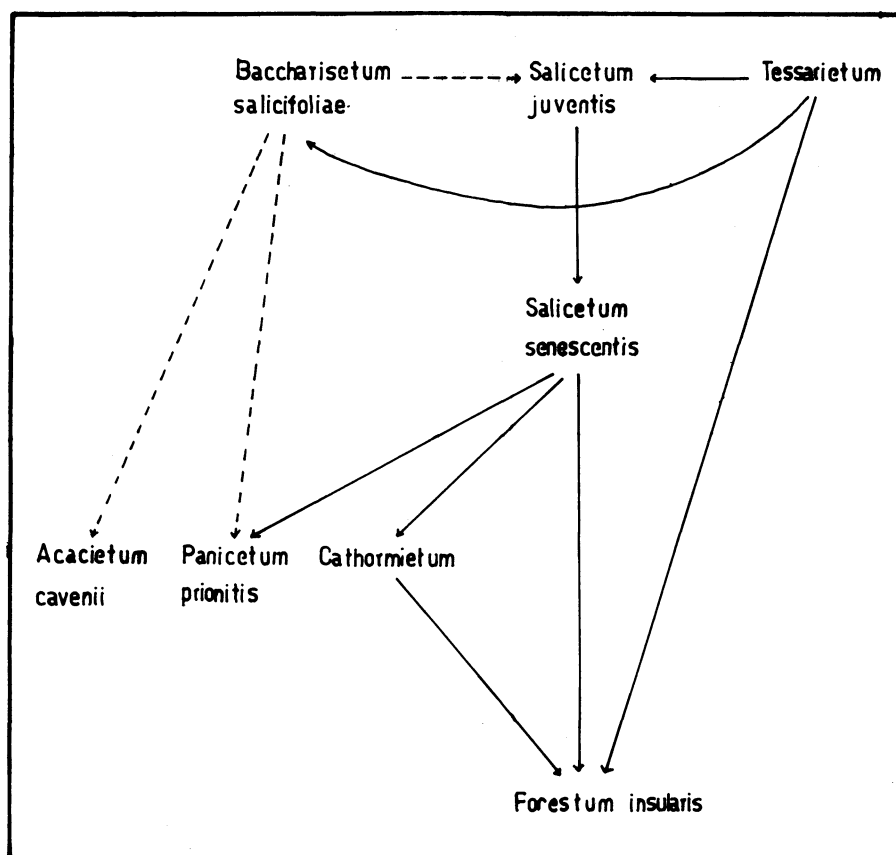 Baccharisetum
salicifoliae
Salicetum
juventis
Tessarietum
Salicetum
senescentis
Acacietum
cavenii
Panicetum
prionitis
Cathormietum
Forestum insularis